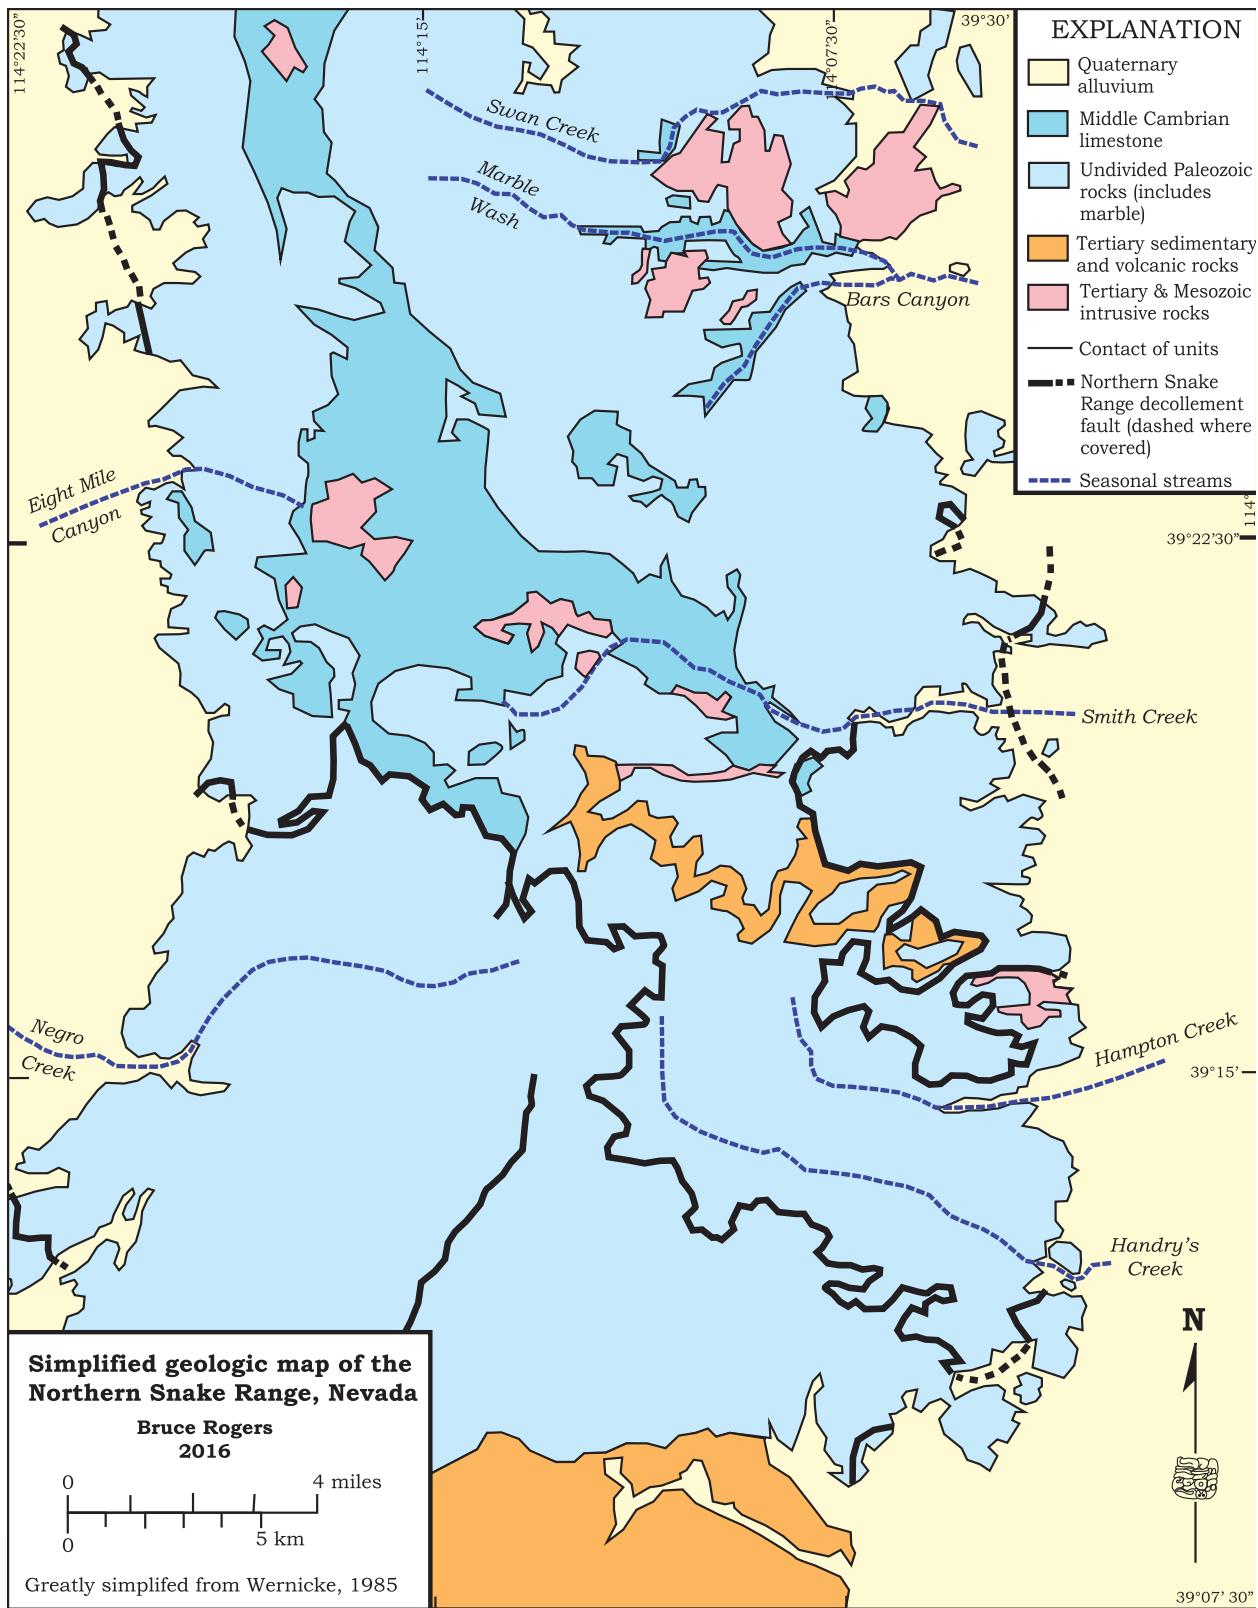 114°22'30"
114°15'
114°07'30"
39°30'
EXPLANATION
Quaternary
alluvium
Middle Cambrian
limestone
Undivided Paleozoic
rocks (includes
marble)
Tertiary sedimentary
and volcanic rocks
Tertiary & Mesozoic
intrusive rocks
Contact of units
Northern Snake
Range decollement
fault (dashed where
covered)
Seasonal streams
Swan Creek
Marble
Wash
Bars Canyon
Eight Mile
Canyon
114°
39°22'30"
Smith Creek
Negro
Creek
Hampton Creek
39°15'
Handry's
Creek
N
Simplified geologic map of the
Northern Snake Range, Nevada
Bruce Rogers
2016
0
4 miles
0
5 km
Greatly simplifed from Wernicke, 1985
39°07' 30"